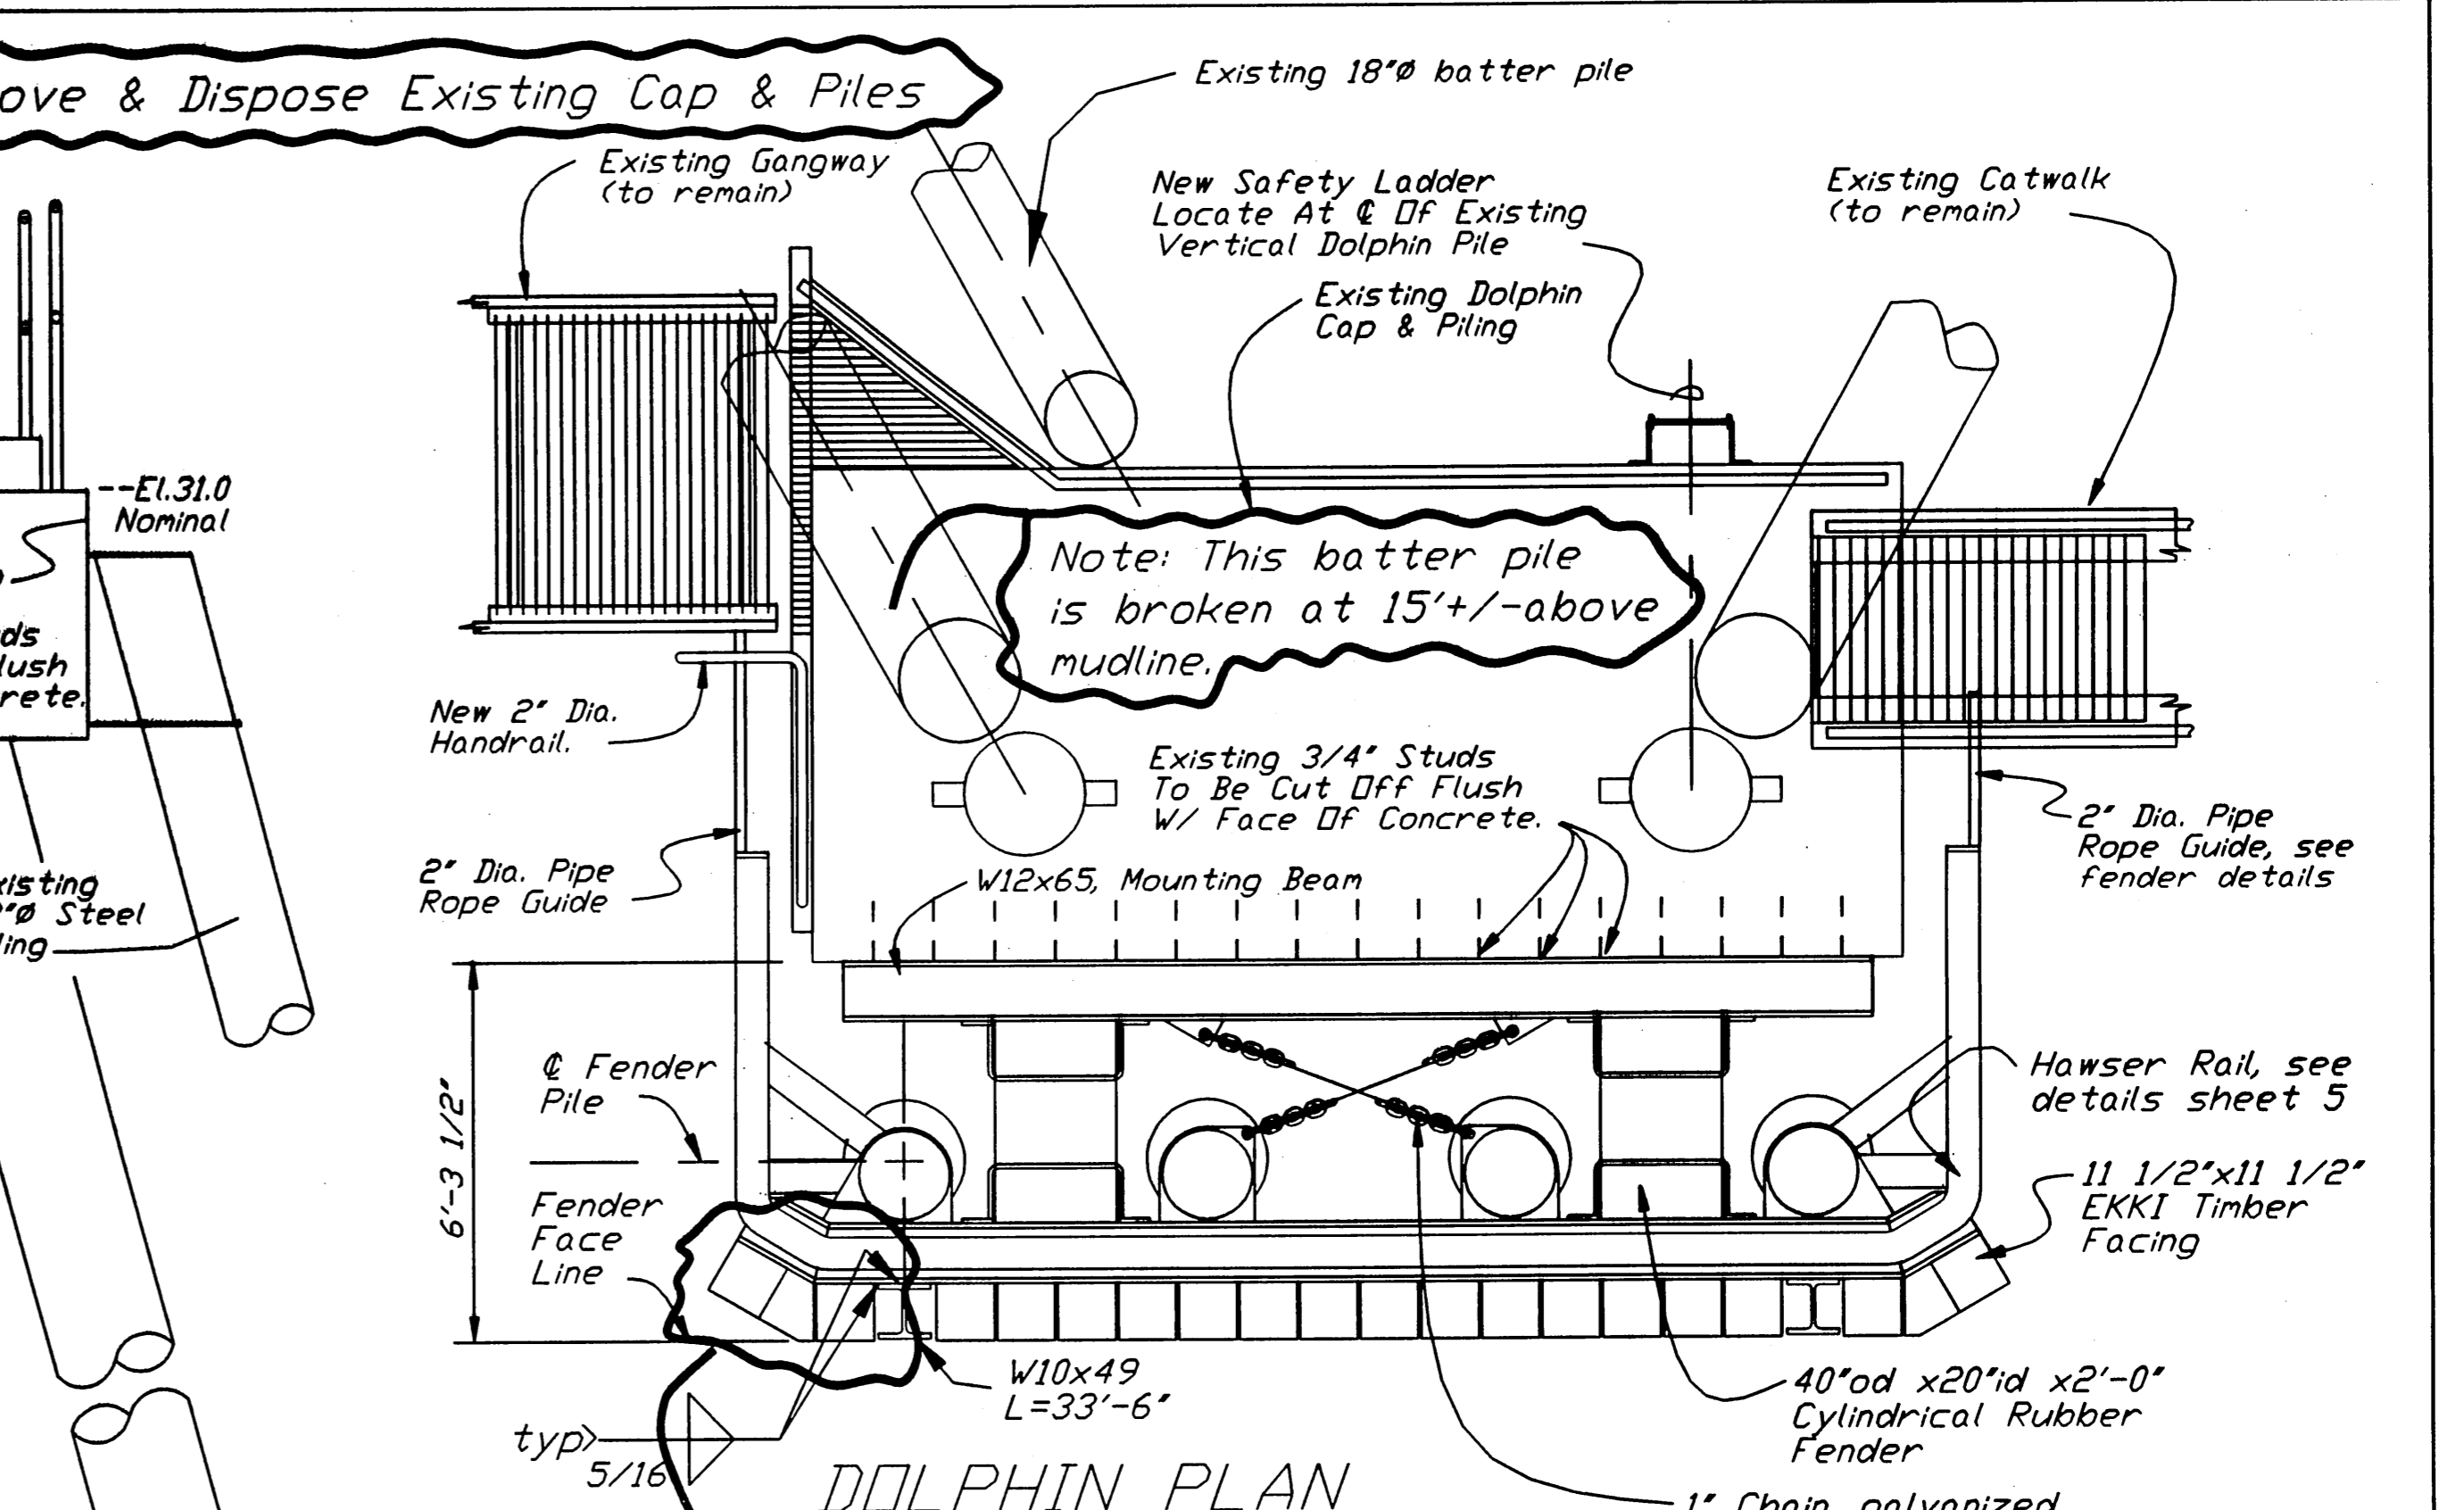 & Dispose Existing Cap & Piles
Existing 18"Ø batter pile
Existing Gangway
(to remain)
New Safety Ladder
Locate At ℄ Of Existing
Vertical Dolphin Pile
Existing Catwalk
(to remain)
Existing Dolphin
Cap & Piling
--El.31.0
Nominal
Note: This batter pile
is broken at 15'+/-above
mudline.
New 2" Dia.
Handrail.
Existing 3/4" Studs
To Be Cut Off Flush
W/ Face Of Concrete.
2" Dia. Pipe
Rope Guide, see
fender details
2" Dia. Pipe
Rope Guide
W12x65, Mounting Beam
Steel
℄ Fender
Pile
6'-3 1/2"
Hawser Rail, see
details sheet 5
Fender
Face
Line
11 1/2"x11 1/2"
EKKI Timber
Facing
W10x49
L=33'-6"
40"od x20"id x2'-0"
Cylindrical Rubber
Fender
typ
5/16
DOLPHIN PLAN
1" Chain, galvanized